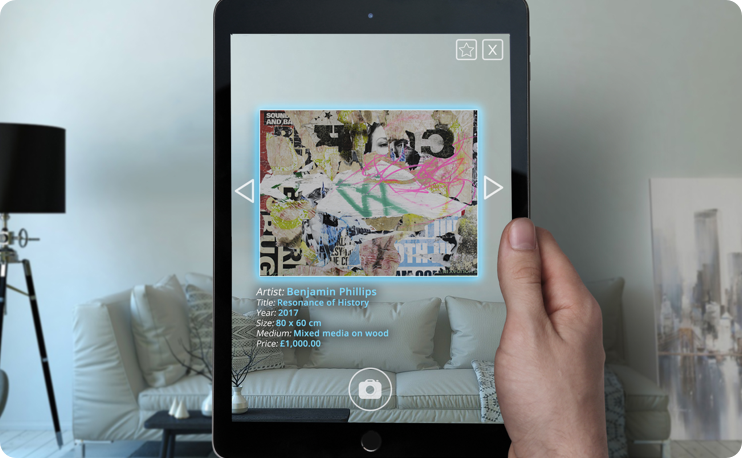 X
SOUND
AND BA
Artist: Benjamin Phillips
Title: Resonance of History
Year: 2017
Size: 80 x 60 cm
Medium: Mixed media on wood
Price: £1,000.00